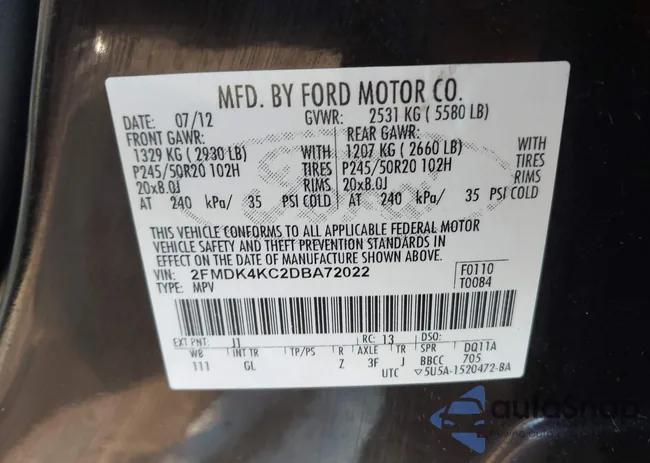 MFD. BY FORD MOTOR CO.
DATE: 07/12 GVWR: 2531 KG ( 5580 LB)
FRONT GAWR: REAR GAWR:
1329 KG ( 2930 LB) 1207 KG ( 2660 LB)
P245/50R20 102H TIRES P245/50R20 102H TIRES
20x8.0J RIMS 20x8.0J RIMS
AT 240 kPa/ 35 PSI COLD AT 240 kPa/ 35 PSI COLD
THIS VEHICLE CONFORMS TO ALL APPLICABLE FEDERAL MOTOR
VEHICLE SAFETY AND THEFT PREVENTION STANDARDS IN
EFFECT ON THE DATE OF MANUFACTURE SHOWN ABOVE.
VIN: 2FMDK4KC2DBA72022 F0110
TYPE: MPV T0084
EXT PNT: J1 RC: 13 DSO:
WB INT TR TP/PS R AXLE TR SPR DQ11A
111 GL Z 3F J BBCC 705
UTC ▽5U5A-1520472-BA
autoSnap